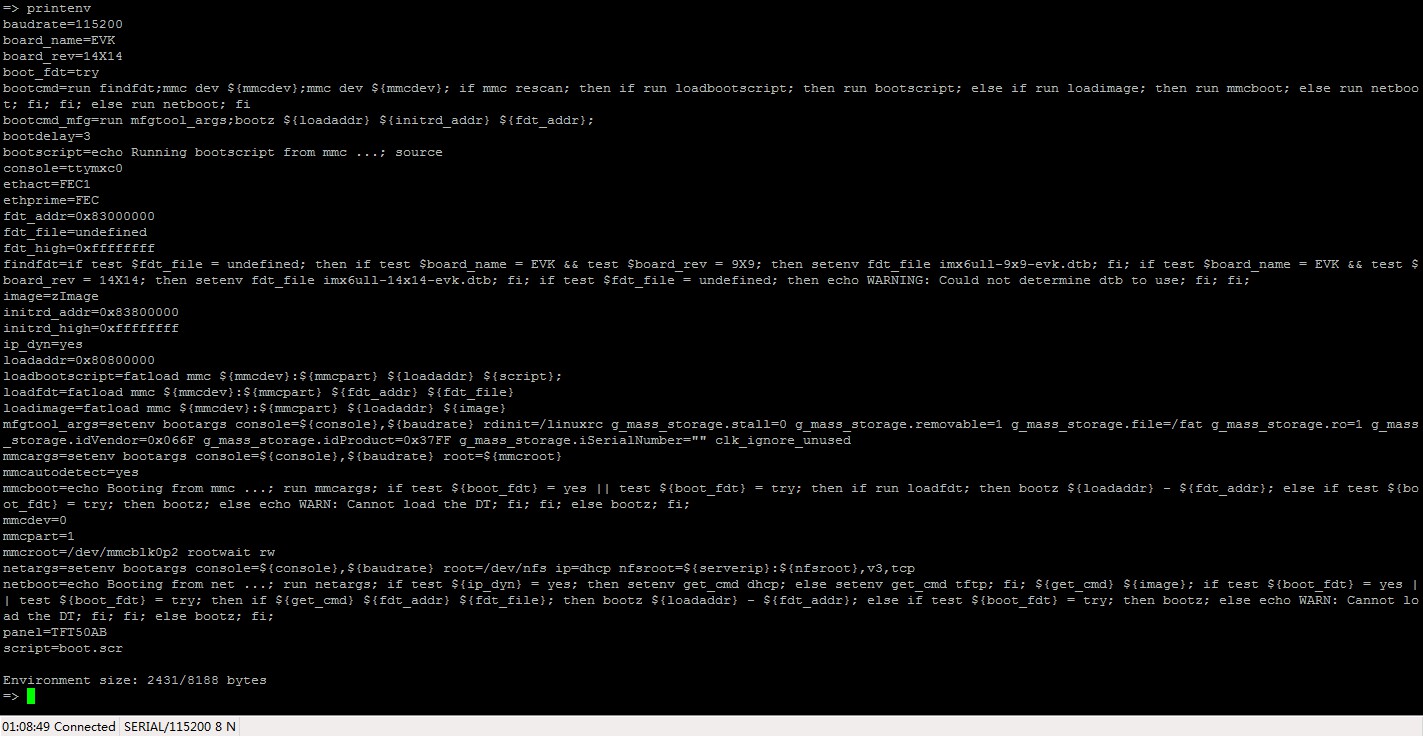 => printenv
baudrate=115200
board_name=EVK
board_rev=14X14
boot_fdt=try
bootcmd=run findfdt;mmc dev ${mmcdev};mmc dev ${mmcdev}; if mmc rescan; then if run loadbootscript; then run bootscript; else if run loadimage; then run mmcboot; else run netboo
t; fi; fi; else run netboot; fi
bootcmd_mfg=run mfgtool_args;bootz ${loadaddr} ${initrd_addr} ${fdt_addr};
bootdelay=3
bootscript=echo Running bootscript from mmc ...; source
console=ttymxc0
ethact=FEC1
ethprime=FEC
fdt_addr=0x83000000
fdt_file=undefined
fdt_high=0xffffffff
findfdt=if test $fdt_file = undefined; then if test $board_name = EVK && test $board_rev = 9X9; then setenv fdt_file imx6ull-9x9-evk.dtb; fi; if test $board_name = EVK && test $
board_rev = 14X14; then setenv fdt_file imx6ull-14x14-evk.dtb; fi; if test $fdt_file = undefined; then echo WARNING: Could not determine dtb to use; fi; fi;
image=zImage
initrd_addr=0x83800000
initrd_high=0xffffffff
ip_dyn=yes
loadaddr=0x80800000
loadbootscript=fatload mmc ${mmcdev}:${mmcpart} ${loadaddr} ${script};
loadfdt=fatload mmc ${mmcdev}:${mmcpart} ${fdt_addr} ${fdt_file}
loadimage=fatload mmc ${mmcdev}:${mmcpart} ${loadaddr} ${image}
mfgtool_args=setenv bootargs console=${console},${baudrate} rdinit=/linuxrc g_mass_storage.stall=0 g_mass_storage.removable=1 g_mass_storage.file=/fat g_mass_storage.ro=1 g_mass
_storage.idVendor=0x066F g_mass_storage.idProduct=0x37FF g_mass_storage.iSerialNumber="" clk_ignore_unused
mmcargs=setenv bootargs console=${console},${baudrate} root=${mmcroot}
mmcautodetect=yes
mmcboot=echo Booting from mmc ...; run mmcargs; if test ${boot_fdt} = yes || test ${boot_fdt} = try; then if run loadfdt; then bootz ${loadaddr} - ${fdt_addr}; else if test ${bo
ot_fdt} = try; then bootz; else echo WARN: Cannot load the DT; fi; fi; else bootz; fi;
mmcdev=0
mmcpart=1
mmcroot=/dev/mmcblk0p2 rootwait rw
netargs=setenv bootargs console=${console},${baudrate} root=/dev/nfs ip=dhcp nfsroot=${serverip}:${nfsroot},v3,tcp
netboot=echo Booting from net ...; run netargs; if test ${ip_dyn} = yes; then setenv get_cmd dhcp; else setenv get_cmd tftp; fi; ${get_cmd} ${image}; if test ${boot_fdt} = yes |
| test ${boot_fdt} = try; then if ${get_cmd} ${fdt_addr} ${fdt_file}; then bootz ${loadaddr} - ${fdt_addr}; else if test ${boot_fdt} = try; then bootz; else echo WARN: Cannot lo
ad the DT; fi; fi; else bootz; fi;
panel=TFT50AB
script=boot.scr
Environment size: 2431/8188 bytes
=>
01:08:49 Connected SERIAL/115200 8 N